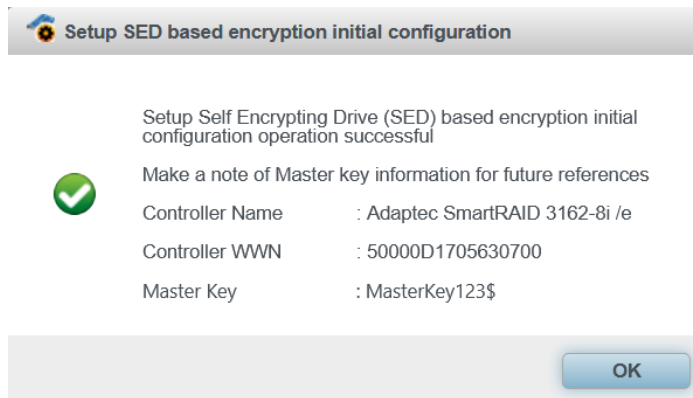 Setup SED based encryption initial configuration
Setup Self Encrypting Drive (SED) based encryption initial
configuration operation successful
Make a note of Master key information for future references
Controller Name : Adaptec SmartRAID 3162-8i /e
Controller WWN : 50000D1705630700
Master Key : MasterKey123$
OK